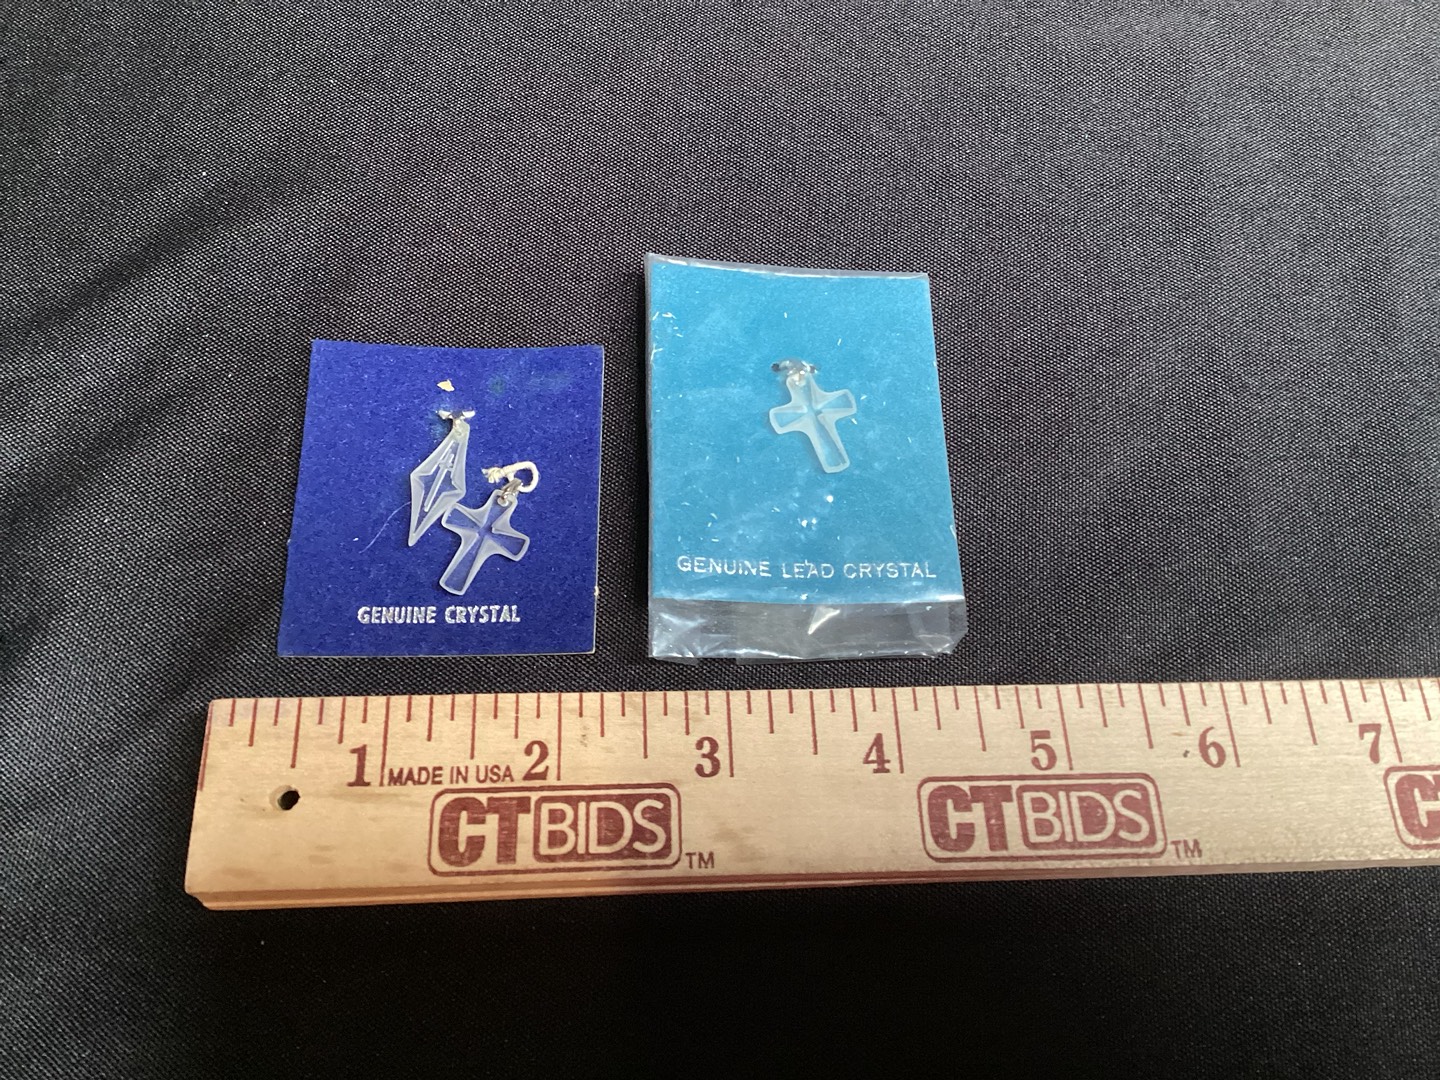 GENUINE CRYSTAL
GENUINE LEAD CRYSTAL
1 2 3 4 5 6 7
MADE IN USA
CTBIDS TM
CTBIDS TM
CT